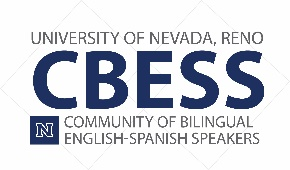 UNIVERSITY OF NEVADA, RENO
CBESS
N COMMUNITY OF BILINGUAL
ENGLISH-SPANISH SPEAKERS